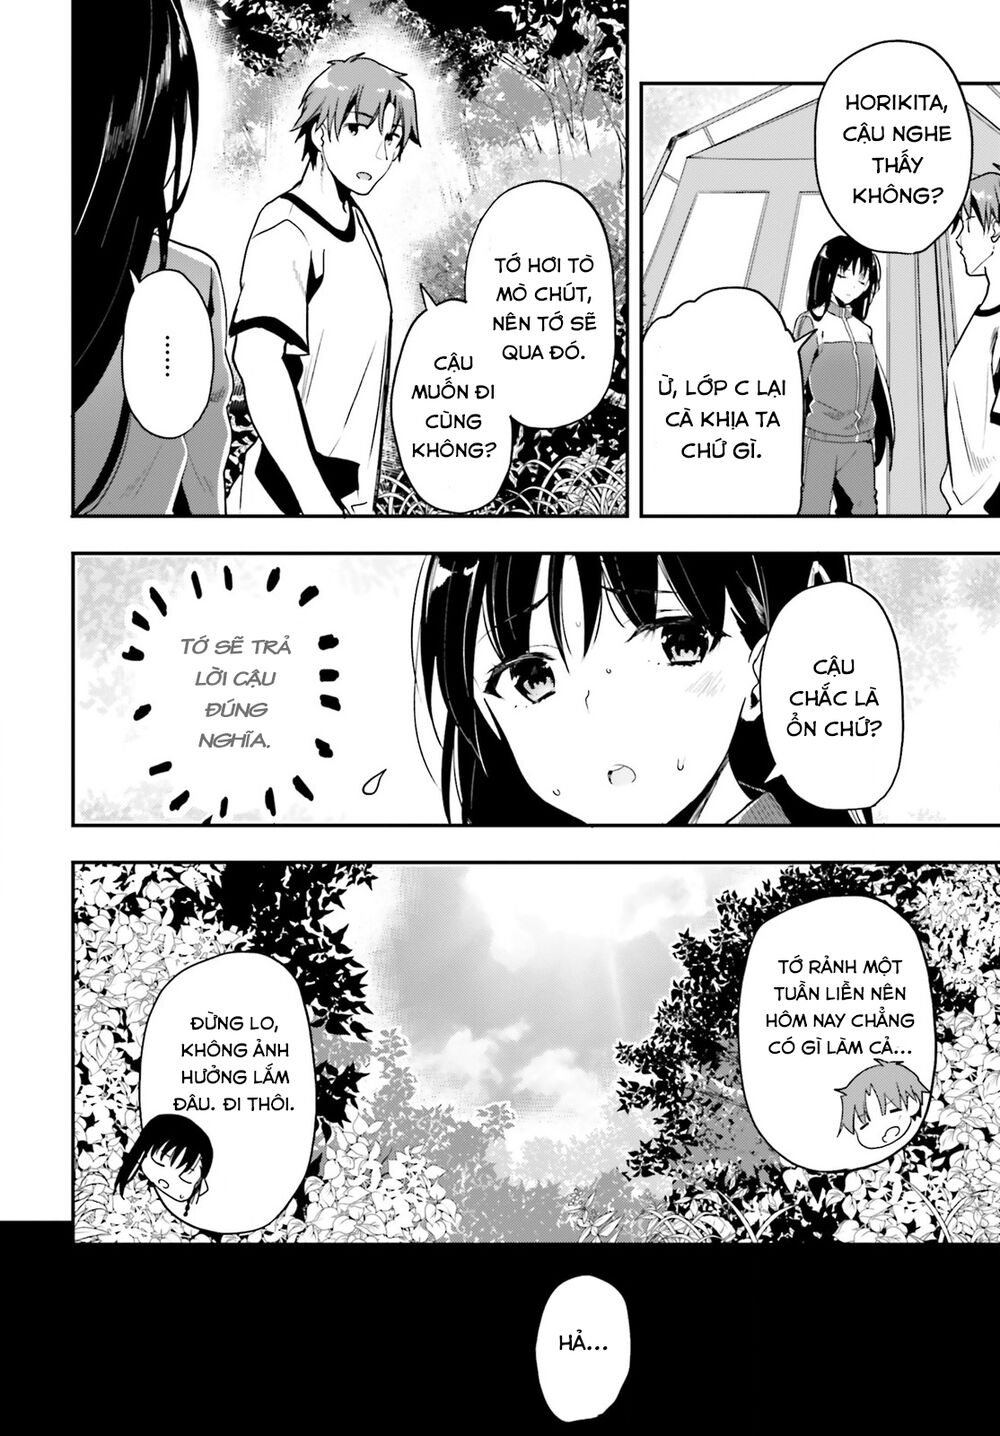 HORIKITA,
CẬU NGHE
THẤY
KHÔNG?
Ừ, LỚP C LẠI
CÀ KHỊA TA
CHỨ GÌ.
TỚ HƠI TÒ
MÒ CHÚT,
NÊN TỚ SẼ
QUA ĐÓ.
CẬU
MUỐN ĐI
CÙNG
KHÔNG?
......
CẬU
CHẮC LÀ
ỔN CHỨ?
TỚ SẼ TRẢ
LỜI CẬU
ĐÚNG
NGHĨA.
TỚ RẢNH MỘT
TUẦN LIỀN NÊN
HÔM NAY CHẲNG
CÓ GÌ LÀM CẢ...
ĐỪNG LO,
KHÔNG ẢNH
HƯỞNG LẮM
ĐÂU. ĐI THÔI.
HẢ...